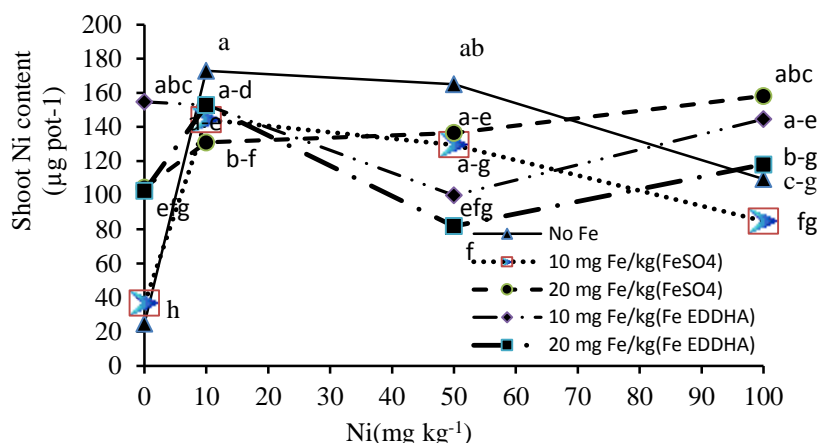 Shoot Ni content
(µg pot-1)
200
180
160
140
120
100
80
60
40
20
0
a
ab
abc
abc
a-d
-e
a-e
a-e
b-f
a-g
b-g
c-g
efg
efg
fg
f
h
No Fe
10 mg Fe/kg(FeSO4)
20 mg Fe/kg(FeSO4)
10 mg Fe/kg(Fe EDDHA)
20 mg Fe/kg(Fe EDDHA)
0 10 20 30 40 50 60 70 80 90 100
Ni(mg kg⁻¹)